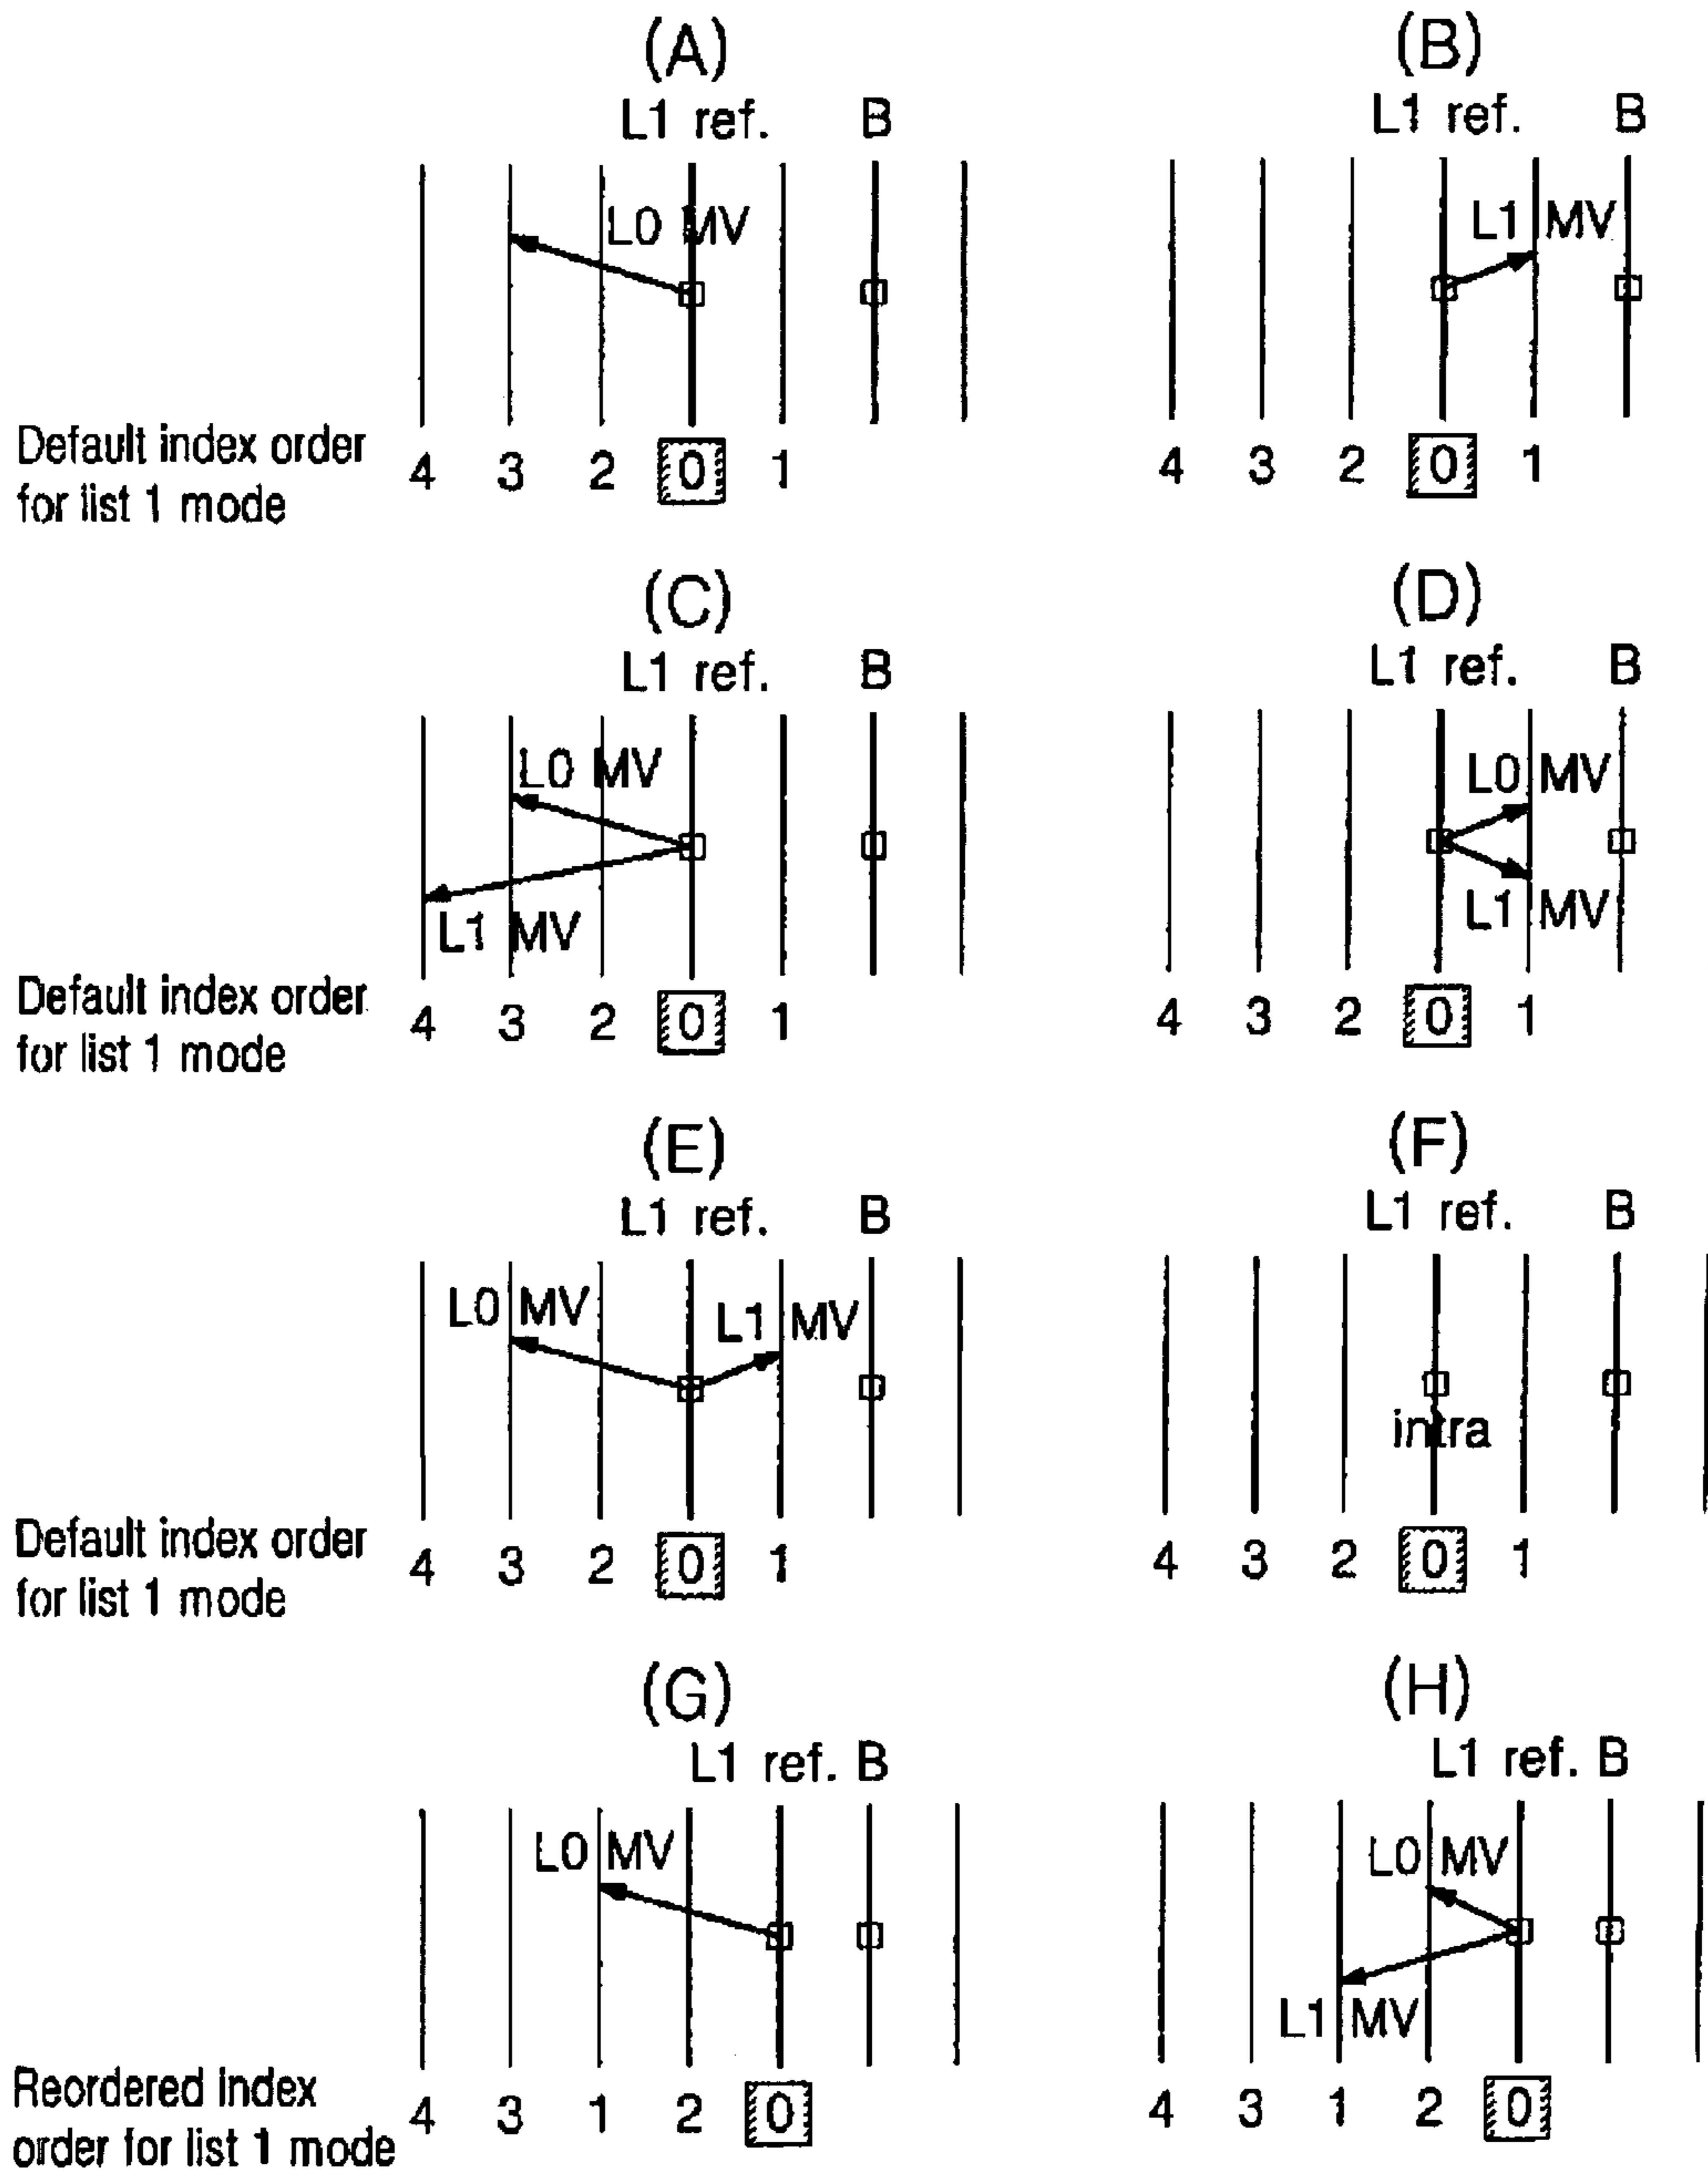 (A) (B)
L1 ref. B L1 ref. B
L0 MV L1 MV
Default index order
for list 1 mode
4 3 2 0 1 4 3 2 0 1
(C) (D)
L1 ref. B L1 ref. B
L0 MV L0 MV
L1 MV L1 MV
Default index order
for list 1 mode
4 3 2 0 1 4 3 2 0 1
(E) (F)
L1 ref. B L1 ref. B
L0 MV L1 MV
intra
Default index order
for list 1 mode
4 3 2 0 1 4 3 2 0 1
(G) (H)
L1 ref. B L1 ref. B
L0 MV L0 MV
L1 MV
Reordered index
order for list 1 mode
4 3 1 2 0 4 3 1 2 0